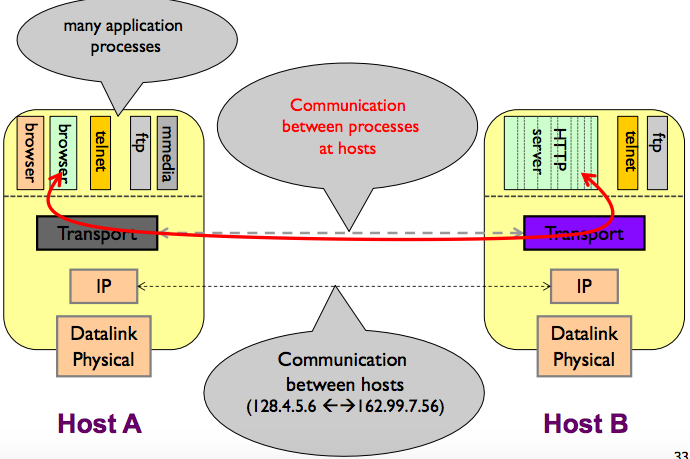 many application
processes
Communication
between processes
at hosts
browser
browser
telnet
ftp
mmedia
HTTP
server
telnet
ftp
Transport
Transport
IP
IP
Datalink
Physical
Datalink
Physical
Communication
between hosts
(128.4.5.6 ←→162.99.7.56)
Host A
Host B
33